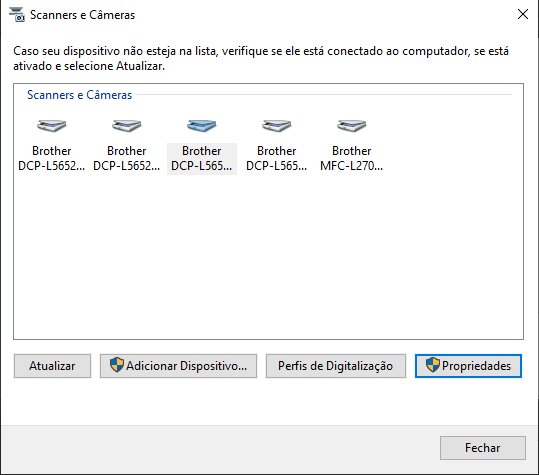 Scanners e Câmeras
Caso seu dispositivo não esteja na lista, verifique se ele está conectado ao computador, se está
ativado e selecione Atualizar.
Scanners e Câmeras
Brother
DCP-L5652...
Brother
DCP-L5652...
Brother
DCP-L565...
Brother
DCP-L565...
Brother
MFC-L270...
Atualizar
Adicionar Dispositivo...
Perfis de Digitalização
Propriedades
Fechar